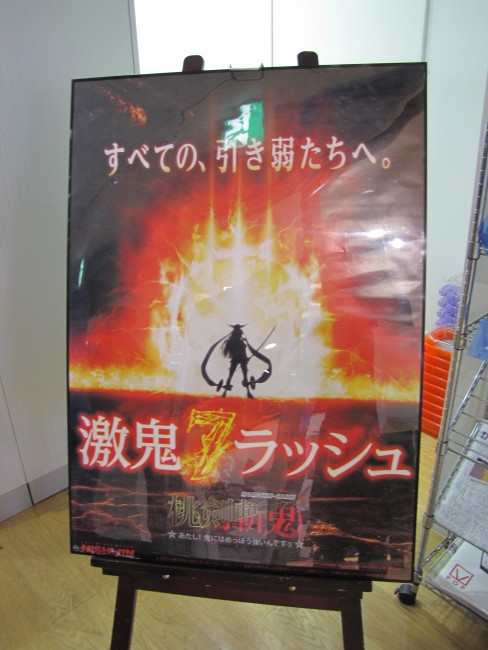 すべての、引き弱たちへ。
激鬼7ラッシュ
桃剣斬鬼
☆あたし!鬼にはめっぽう強いんです☆
TOP